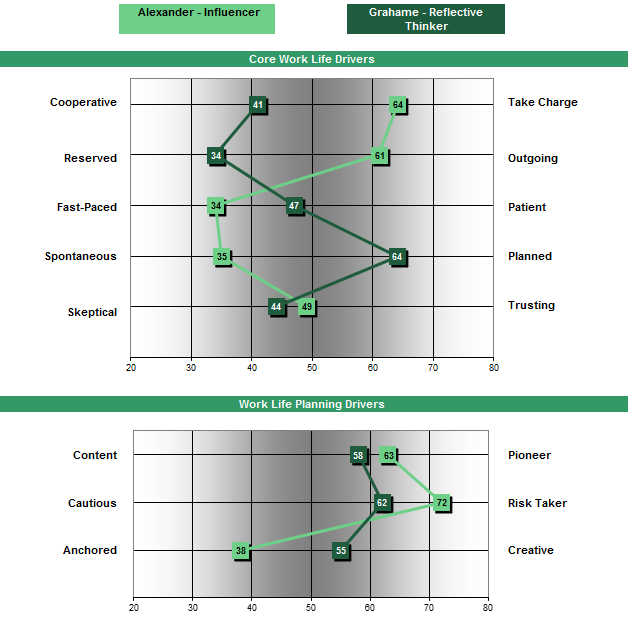 Alexander - Influencer
Grahame - Reflective
Thinker
Core Work Life Drivers
Cooperative 41 64 Take Charge
Reserved 34 61 Outgoing
Fast-Paced 34 47 Patient
Spontaneous 35 64 Planned
Skeptical 44 49 Trusting
20 30 40 50 60 70 80
Work Life Planning Drivers
Content 58 63 Pioneer
Cautious 62 72 Risk Taker
Anchored 38 55 Creative
20 30 40 50 60 70 80